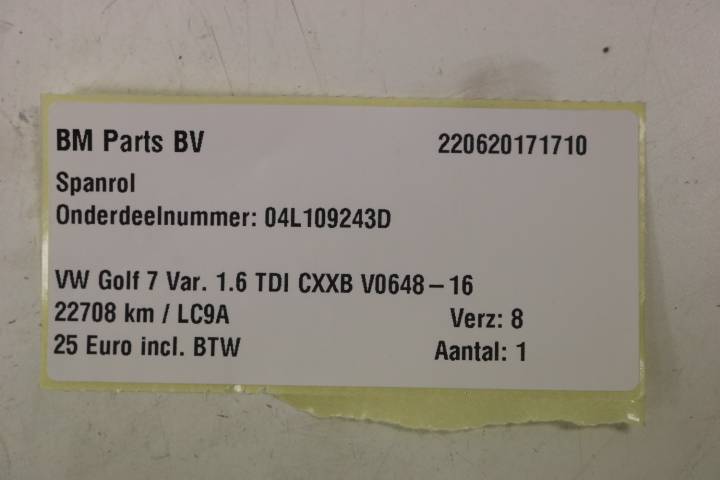 BM Parts BV 220620171710
Spanrol
Onderdeelnummer: 04L109243D
VW Golf 7 Var. 1.6 TDI CXXB V0648-16
22708 km / LC9A Verz: 8
25 Euro incl. BTW Aantal: 1